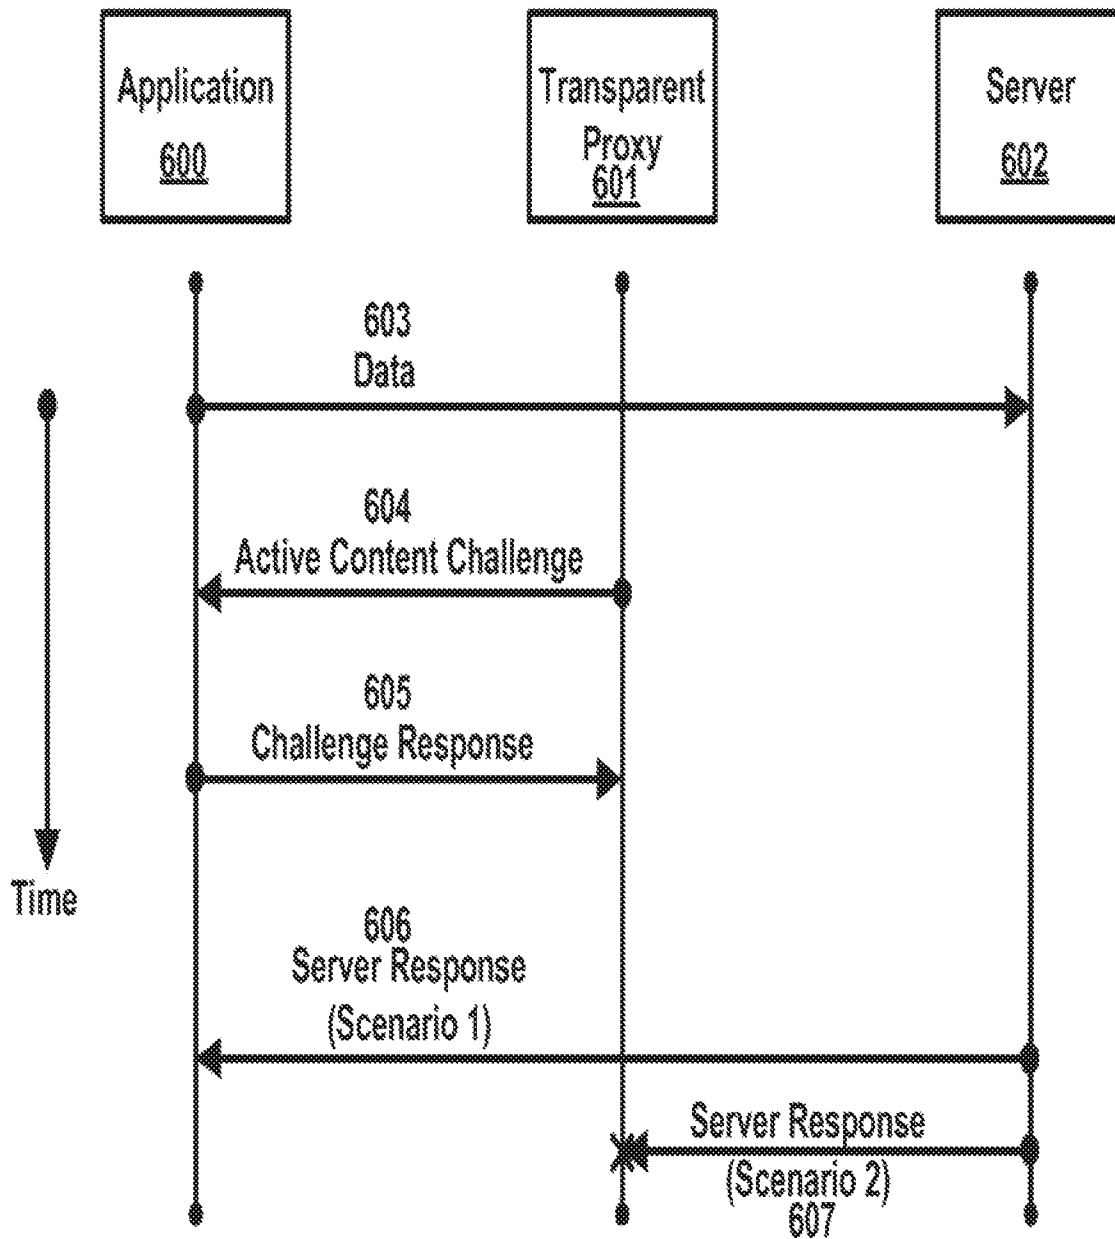 Application
600
Transparent
Proxy
601
Server
602
603
Data
604
Active Content Challenge
605
Challenge Response
Time
606
Server Response
(Scenario 1)
Server Response
(Scenario 2)
607